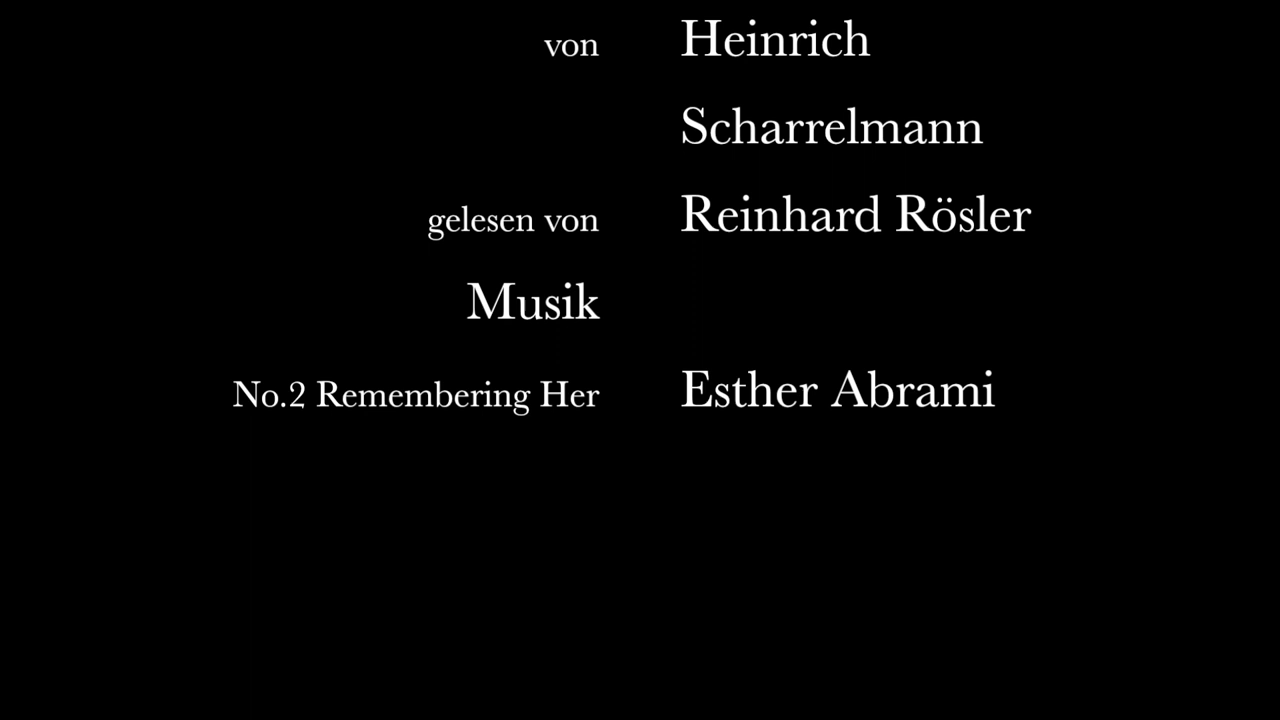 von Heinrich
Scharrelmann
gelesen von Reinhard Rösler
Musik
No.2 Remembering Her Esther Abrami